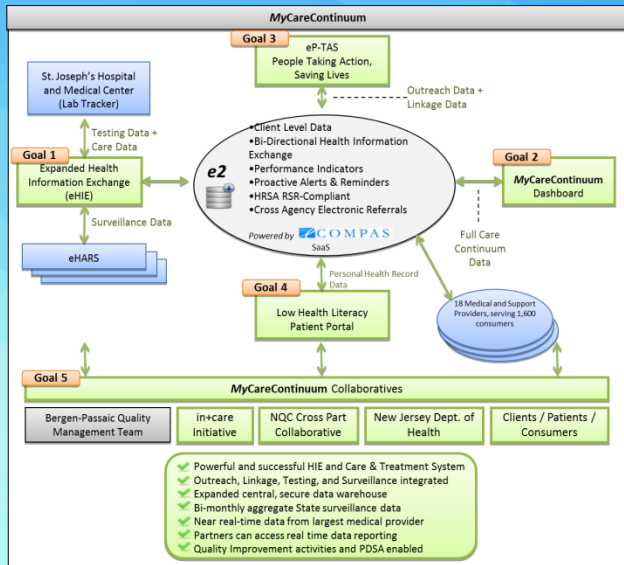 MyCareContinuum
Goal 3
eP-TAS
People Taking Action,
Saving Lives
St. Joseph's Hospital
and Medical Center
(Lab Tracker)
Outreach Data +
Linkage Data
Testing Data +
Care Data
Goal 1
Expanded Health
Information Exchange
(eHIE)
e2
•Client Level Data
•Bi-Directional Health Information
Exchange
•Performance Indicators
•Proactive Alerts & Reminders
•HRSA RSR-Compliant
•Cross Agency Electronic Referrals
Powered by COMPAS
SaaS
Goal 2
MyCareContinuum
Dashboard
Surveillance Data
eHARS
Full Care
Continuum
Data
Personal Health Record
Data
Goal 4
Low Health Literacy
Patient Portal
18 Medical and Support
Providers, serving 1,600
consumers
Goal 5
MyCareContinuum Collaboratives
Bergen-Passaic Quality
Management Team
in+care
Initiative
NQC Cross Part
Collaborative
New Jersey Dept. of
Health
Clients / Patients /
Consumers
Powerful and successful HIE and Care & Treatment System
Outreach, Linkage, Testing, and Surveillance integrated
Expanded central, secure data warehouse
Bi-monthly aggregate State surveillance data
Near real-time data from largest medical provider
Partners can access real time data reporting
Quality Improvement activities and PDSA enabled